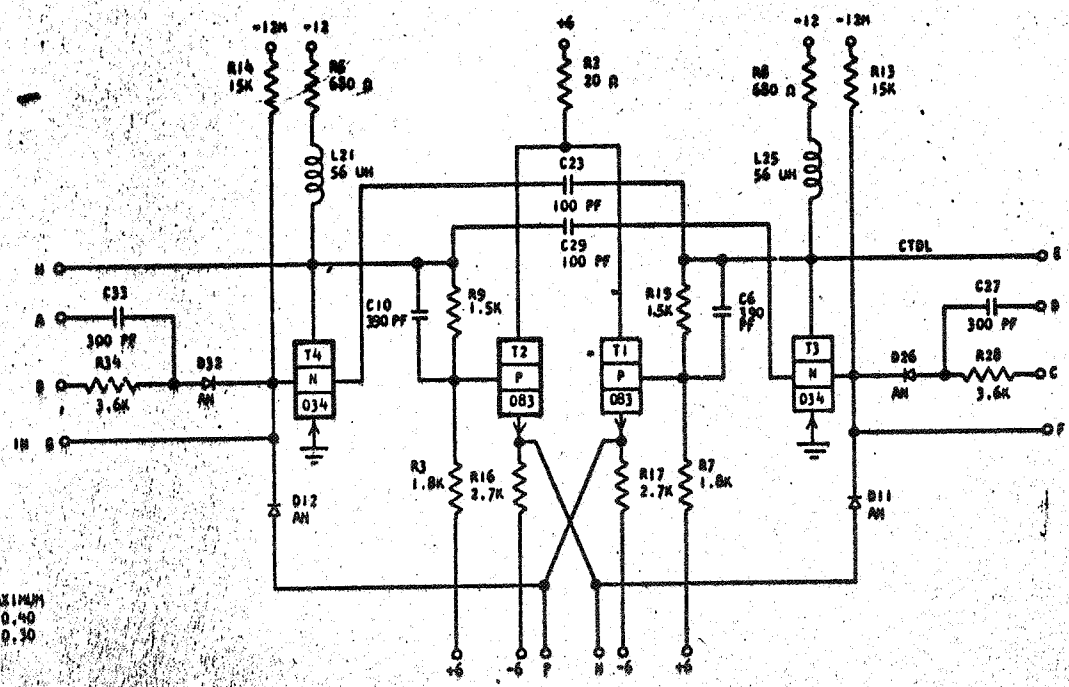 -12M -12 +6 -12 -12M
R14
15K
680 Ω
R2
20 Ω
R8
680 Ω
R13
15K
L21
56 UH
C23
100 PF
L25
56 UH
C29
100 PF
CTDL
E
C33
300 PF
A
C10
390 PF
R9
1.5K
R19
1.5K
C6
390
PF
C27
300 PF
D
R34
3.6K
D32
AN
T4
N
034
T2
P
083
T1
P
083
T3
N
034
D26
AN
R28
3.6K
C
IN G
F
R3
1.8K
R16
2.7K
R17
2.7K
R7
1.8K
D12
AN
D11
AN
0.40
0.30
+6 -6 P N -6 +6